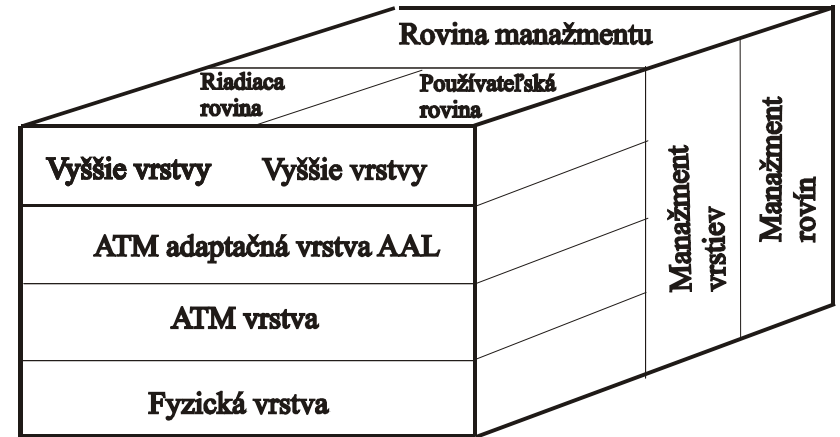 Rovina manažmentu
Riadiaca
rovina
Používateľská
rovina
Vyššie vrstvy
Vyššie vrstvy
ATM adaptačná vrstva AAL
ATM vrstva
Fyzická vrstva
Manažment
vrstiev
Manažment
rovín